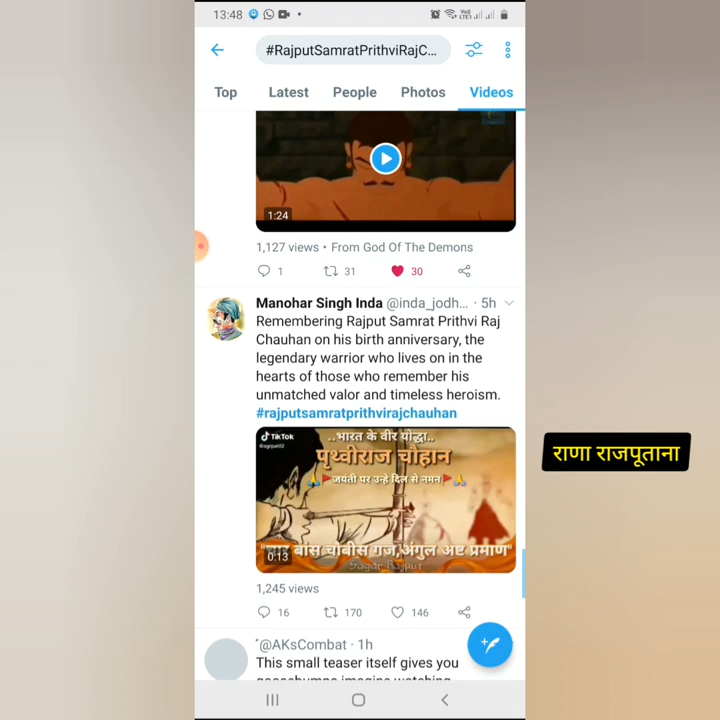 13:48
#RajputSamratPrithviRajC...
Top Latest People Photos Videos
1:24
1,127 views • From God Of The Demons
1 31 30
Manohar Singh Inda @inda_jodh... · 5h
Remembering Rajput Samrat Prithvi Raj
Chauhan on his birth anniversary, the
legendary warrior who lives on in the
hearts of those who remember his
unmatched valor and timeless heroism.
#rajputsamratprithvirajchauhan
TikTok
..भारत के वीर योद्धा..
पृथ्वीराज चौहान
जयंती पर उन्हे दिल से नमन
बांस चोबीस गज,अंगुल अष्ट प्रमाण"
0:13
Sagar Rajput
1,245 views
16 170 146
@AKsCombat · 1h
This small teaser itself gives you
राणा राजपूताना